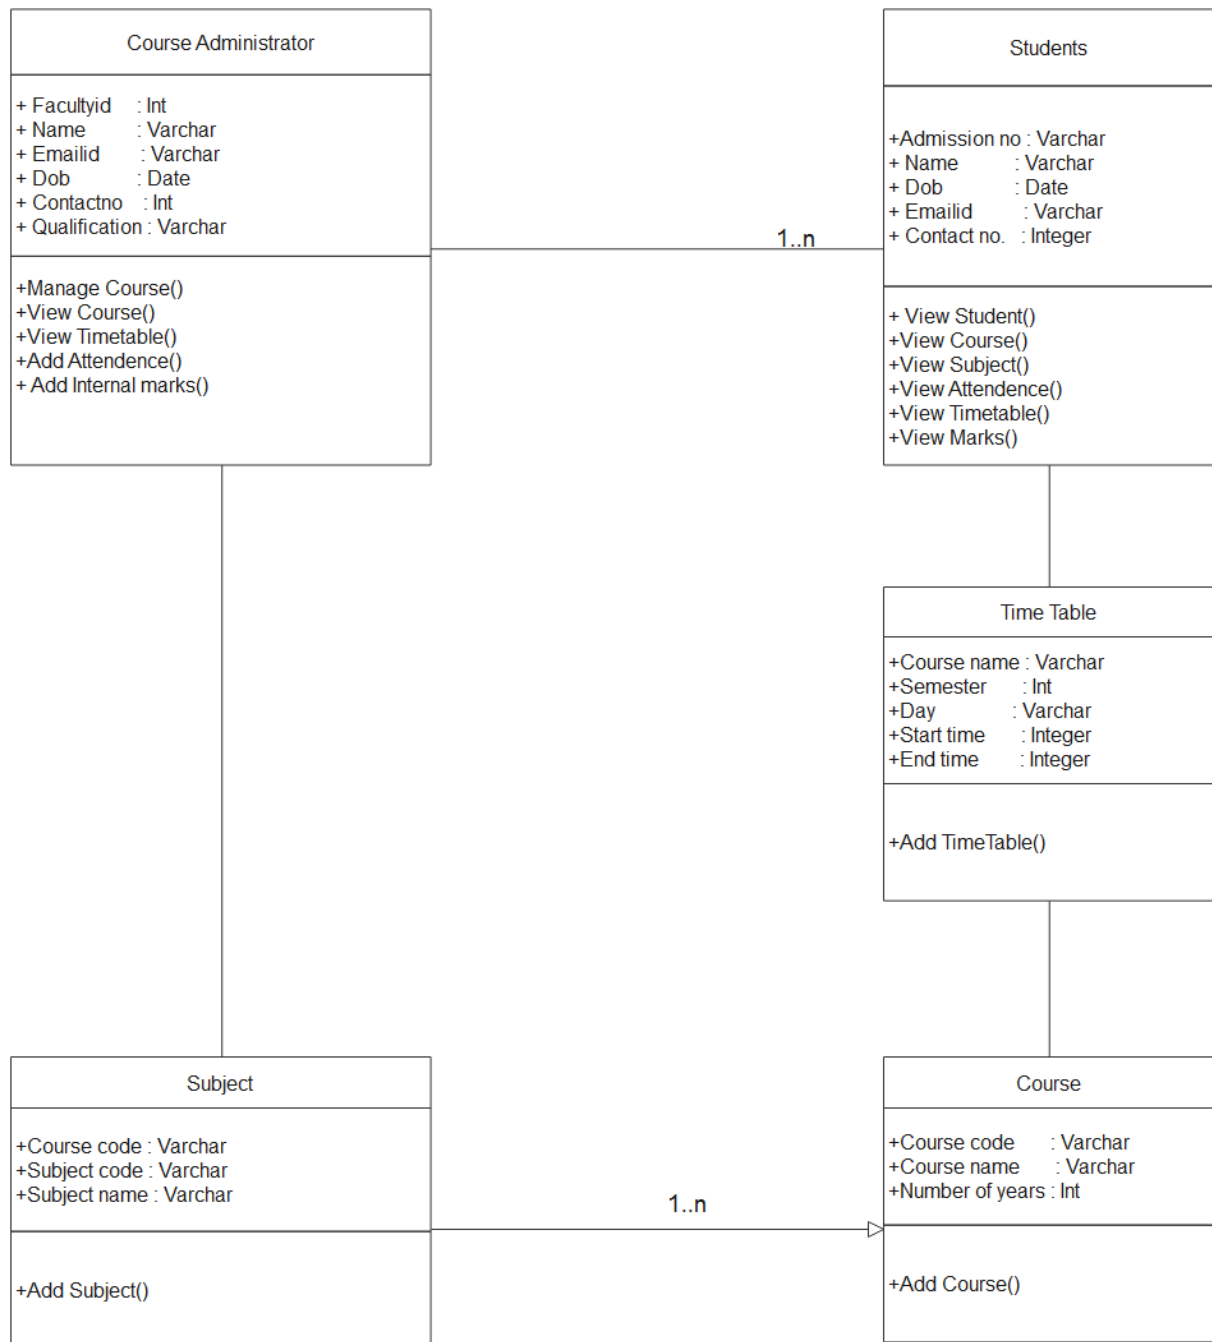 Course Administrator
+ Facultyid : Int
+ Name : Varchar
+ Emailid : Varchar
+ Dob : Date
+ Contactno : Int
+ Qualification : Varchar
+Manage Course()
+View Course()
+View Timetable()
+Add Attendence()
+ Add Internal marks()
1..n
Students
+Admission no : Varchar
+ Name : Varchar
+ Dob : Date
+ Emailid : Varchar
+ Contact no. : Integer
+ View Student()
+View Course()
+View Subject()
+View Attendence()
+View Timetable()
+View Marks()
Time Table
+Course name : Varchar
+Semester : Int
+Day : Varchar
+Start time : Integer
+End time : Integer
+Add TimeTable()
Subject
+Course code : Varchar
+Subject code : Varchar
+Subject name : Varchar
+Add Subject()
1..n
Course
+Course code : Varchar
+Course name : Varchar
+Number of years : Int
+Add Course()